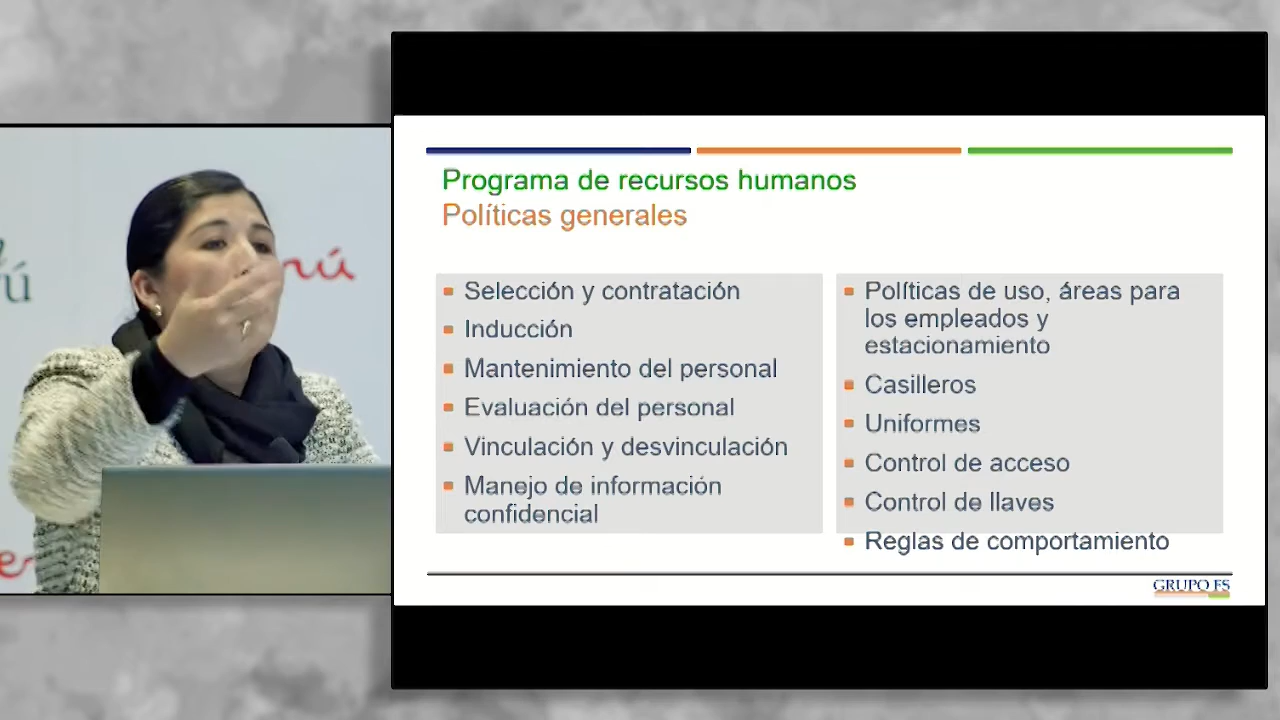 Programa de recursos humanos
Políticas generales
Selección y contratación
Inducción
Mantenimiento del personal
Evaluación del personal
Vinculación y desvinculación
Manejo de información
confidencial
Políticas de uso, áreas para
los empleados y
estacionamiento
Casilleros
Uniformes
Control de acceso
Control de llaves
Reglas de comportamiento
GRUPO FS